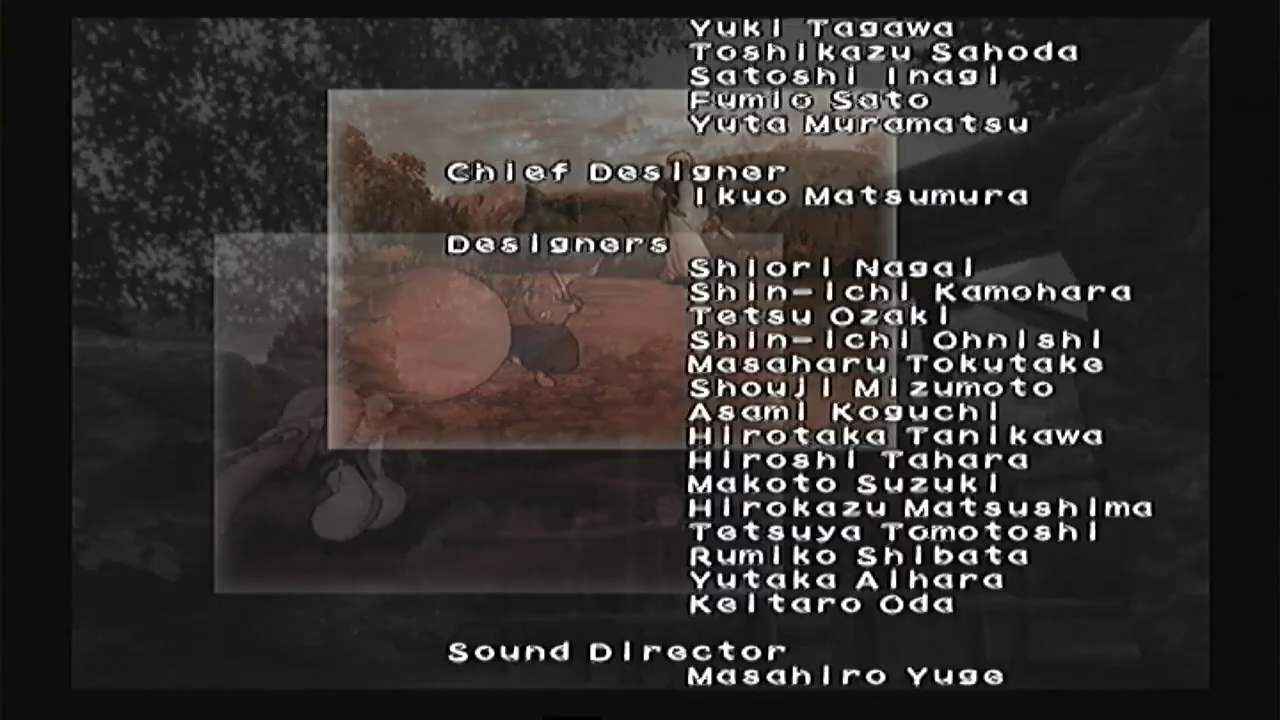 Yuki Tagawa
Toshikazu Sahoda
Satoshi Inagi
Fumio Sato
Yuta Muramatsu
Chief Designer
Ikuo Matsumura
Designers
Shiori Nagai
Shin-Ichi Kamohara
Tetsu Ozaki
Shin-Ichi Ohnishi
Masaharu Tokutake
Shouji Mizumoto
Asami Koguchi
Hirotaka Tanikawa
Hiroshi Tahara
Makoto Suzuki
Hirokazu Matsushima
Tetsuya Tomotoshi
Rumiko Shibata
Yutaka Aihara
Keitaro Oda
Sound Director
Masahiro Yuge